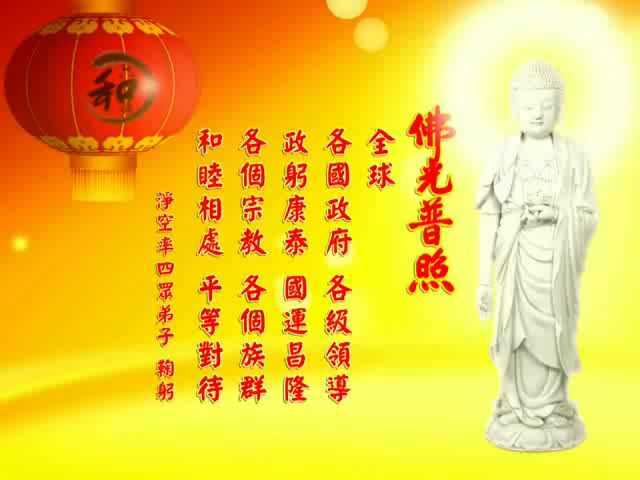 佛光普照
全球
各國政府 各級領導
政躬康泰 國運昌隆
各個宗教 各個族群
和睦相處 平等對待
淨空率四眾弟子 鞠躬
和